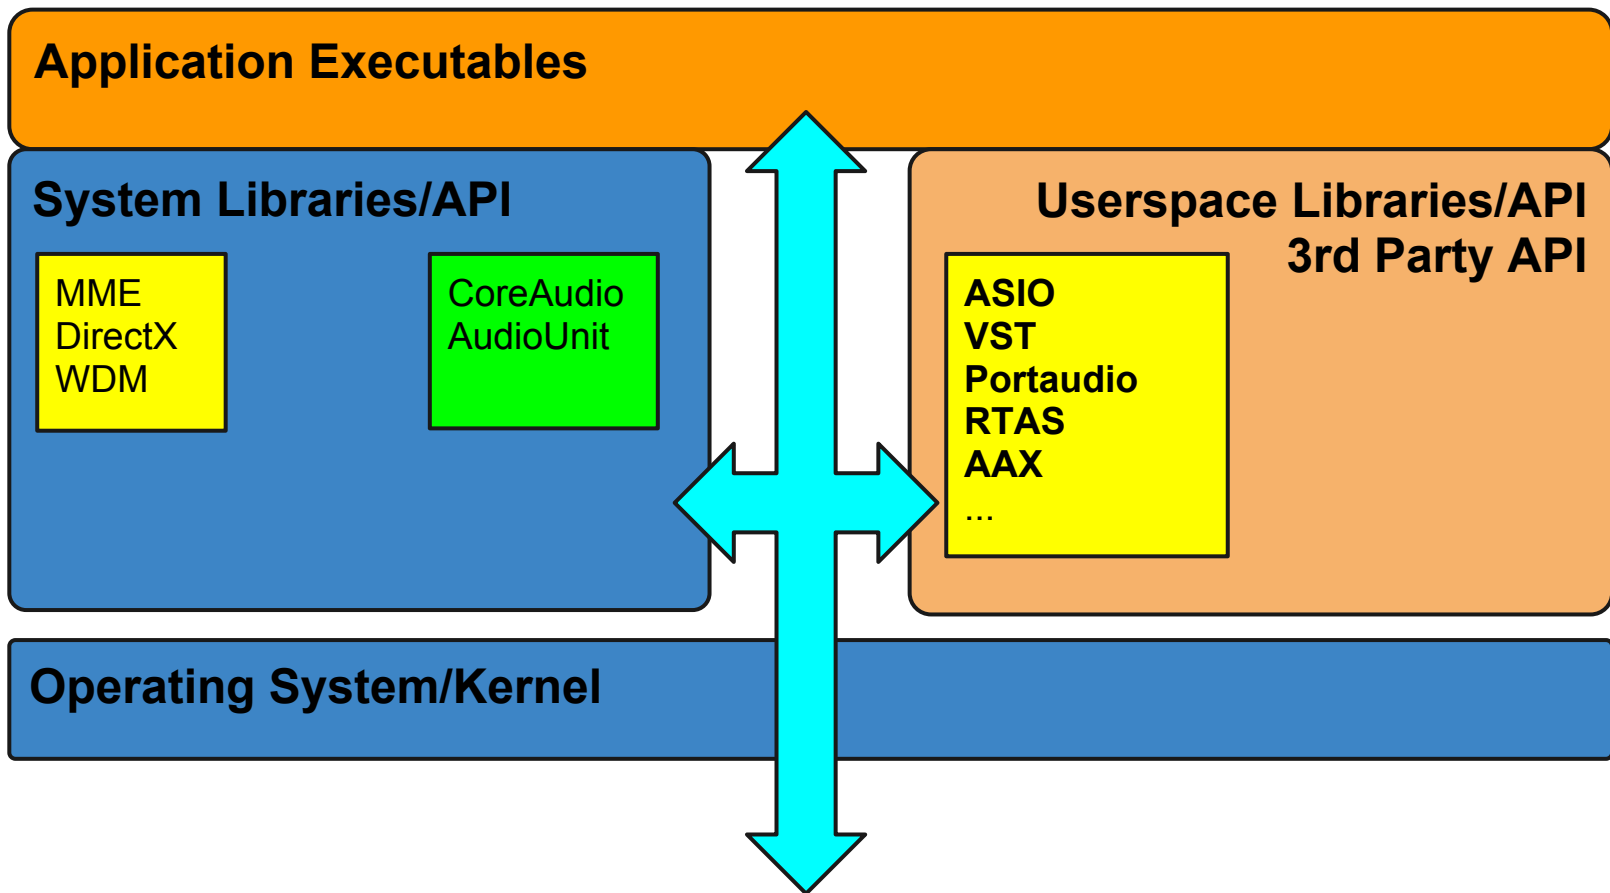 Application Executables
System Libraries/API
MME
DirectX
WDM
CoreAudio
AudioUnit
Userspace Libraries/API
3rd Party API
ASIO
VST
Portaudio
RTAS
AAX
...
Operating System/Kernel